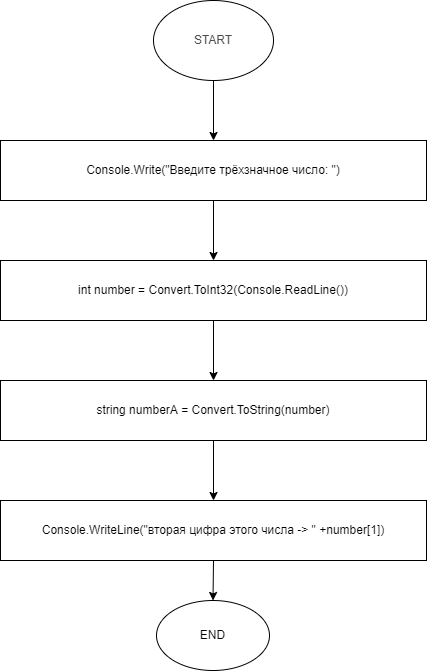 START
Console.Write("Введите трёхзначное число: ")
int number = Convert.ToInt32(Console.ReadLine())
string numberA = Convert.ToString(number)
Console.WriteLine("вторая цифра этого числа -> " +number[1])
END